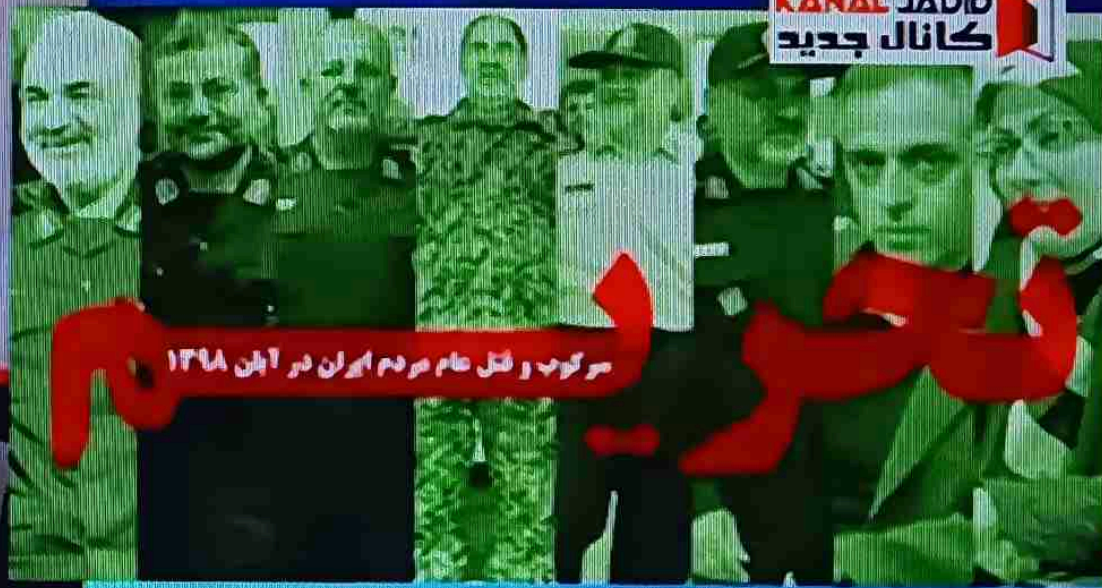 KANAL JADID
کانال جدید
تحریم
سرکوب و قتل عام مردم ایران در آبان ۱۳۹۸